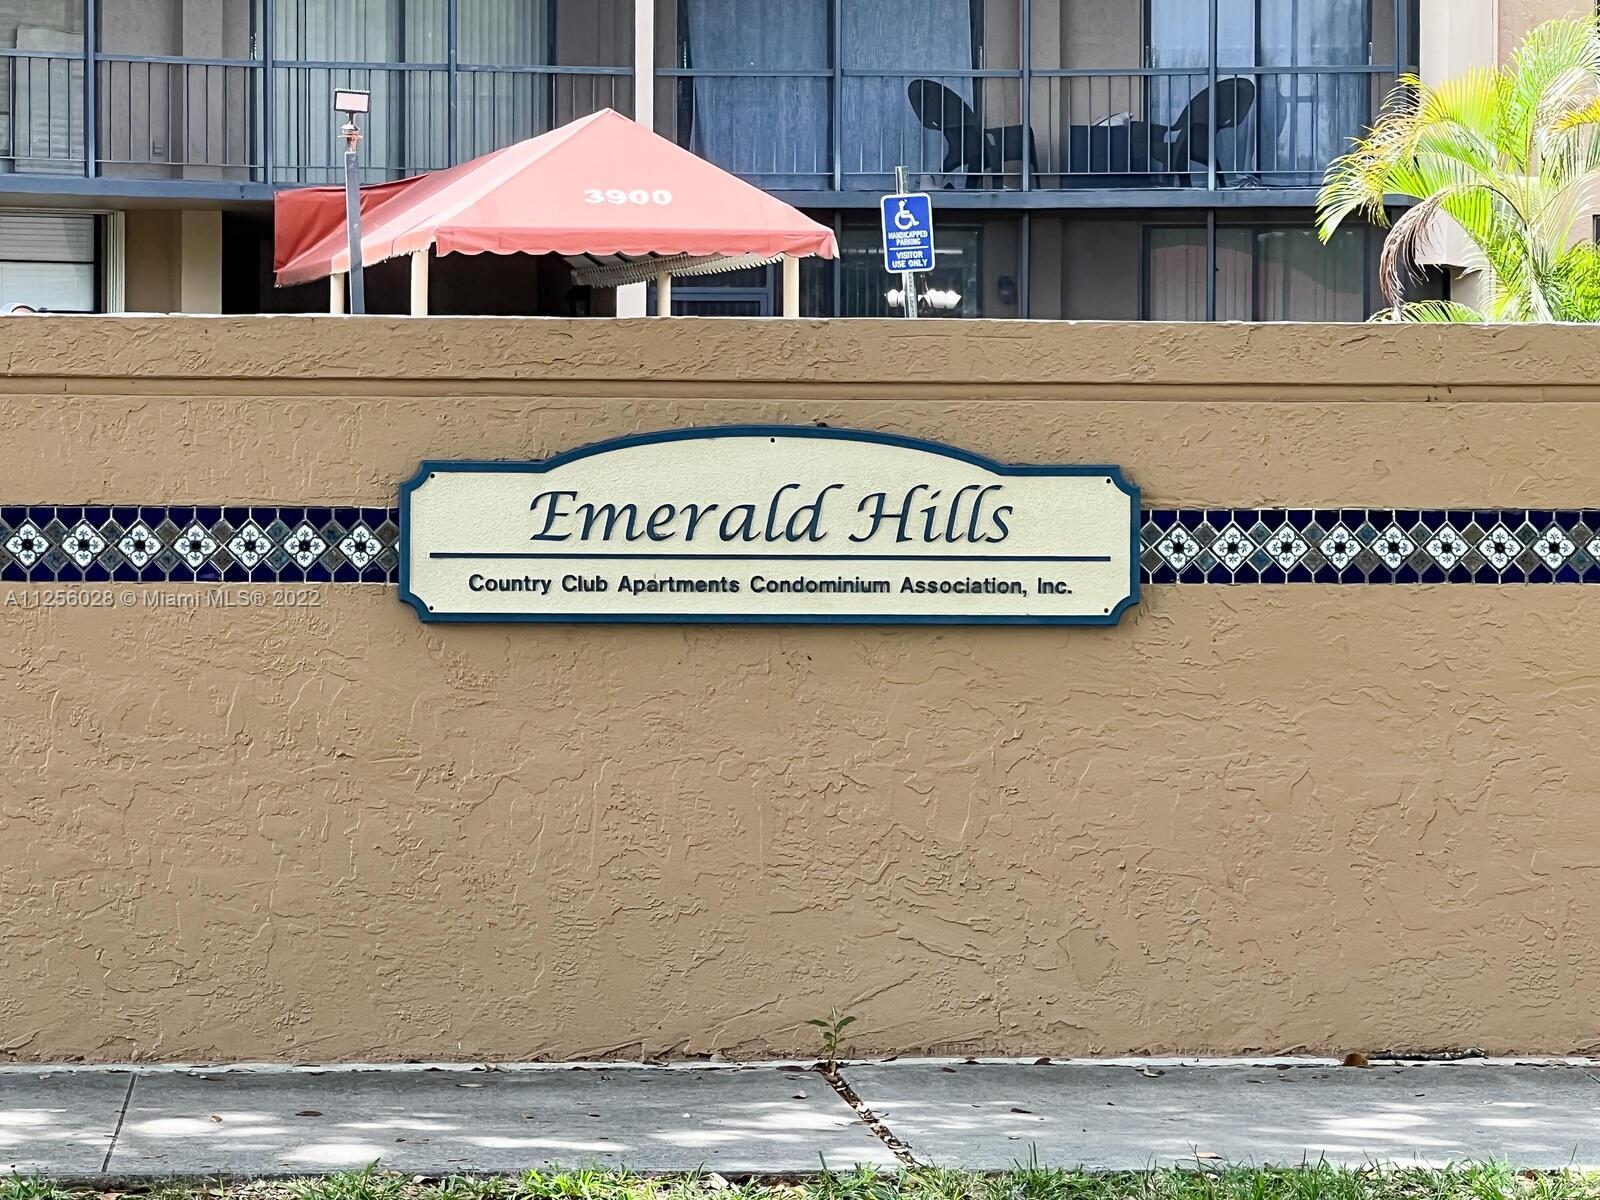 3900
HANDICAPPED
PARKING
VISITOR
USE ONLY
Emerald Hills
Country Club Apartments Condominium Association, Inc.
A11256028 © Miami MLS® 2022